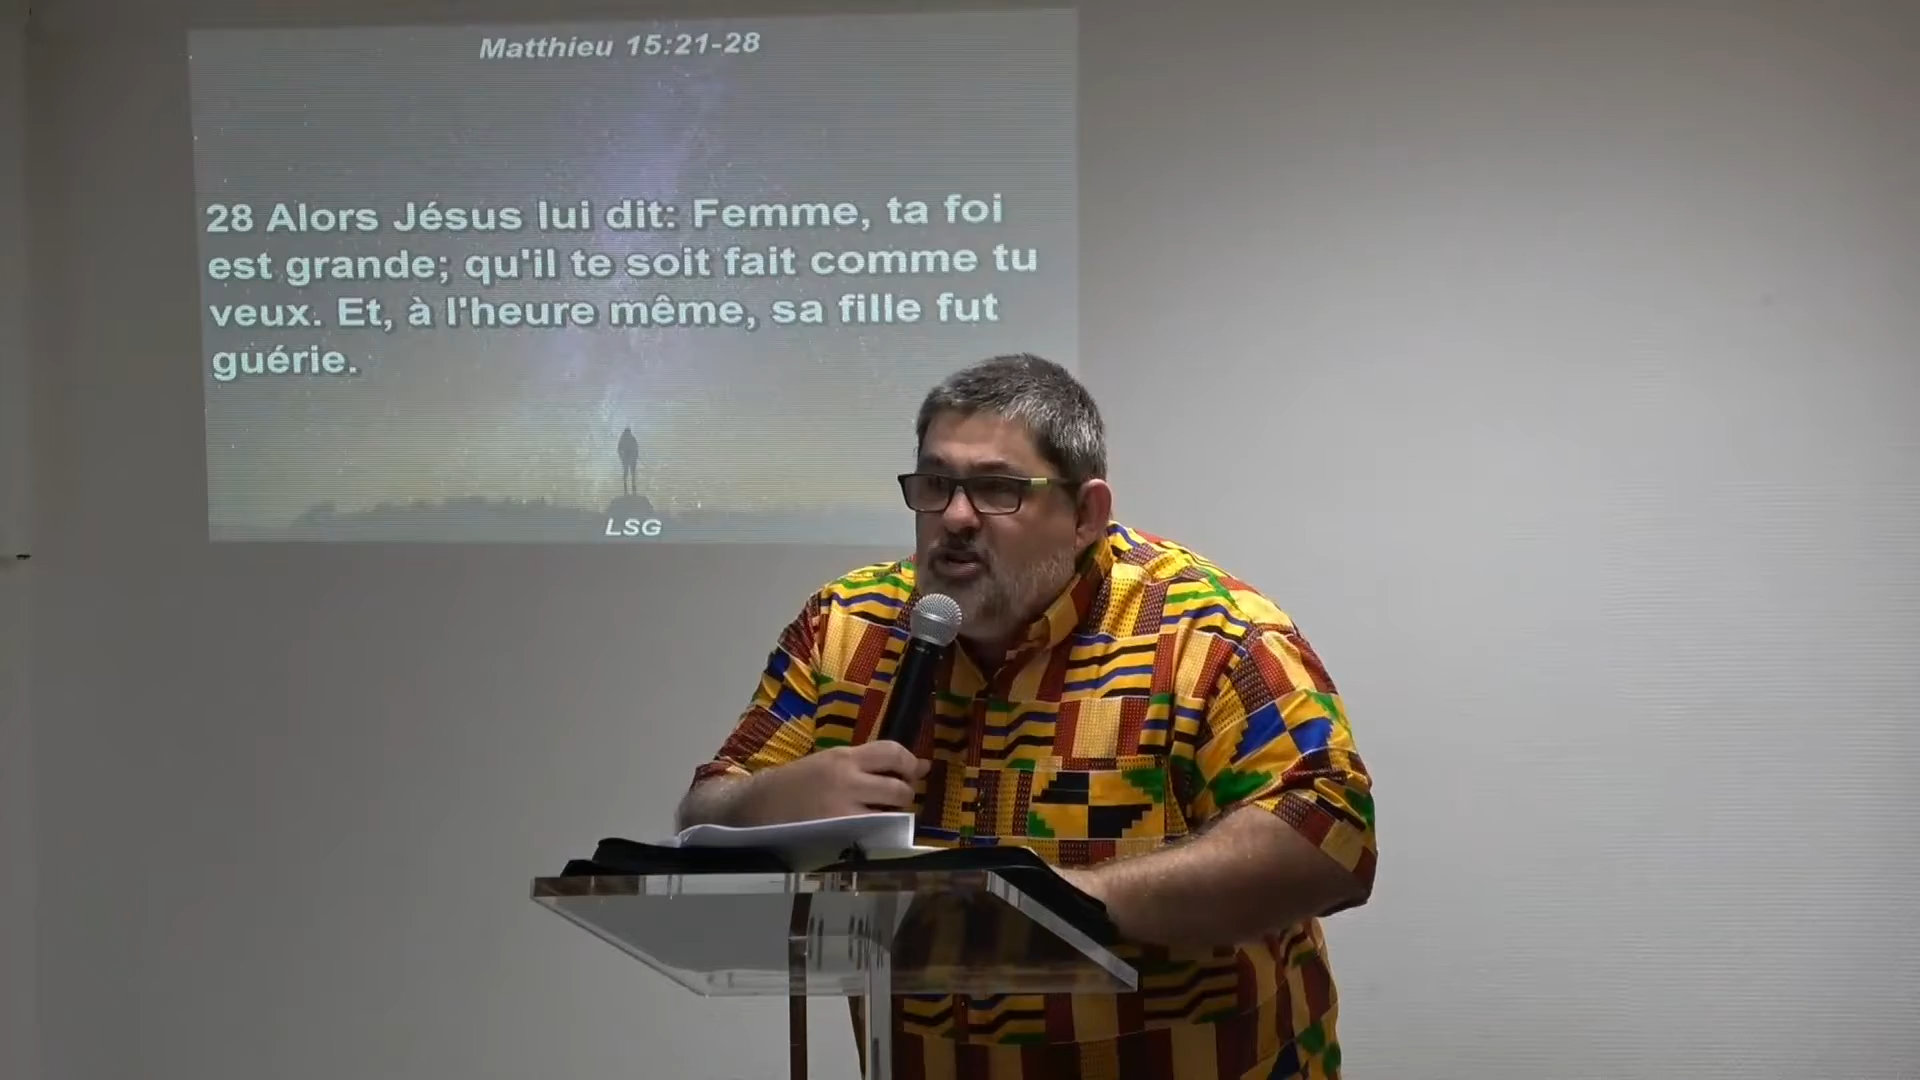 Matthieu 15:21-28
28 Alors Jésus lui dit: Femme, ta foi
est grande; qu'il te soit fait comme tu
veux. Et, à l'heure même, sa fille fut
guérie.
LSG